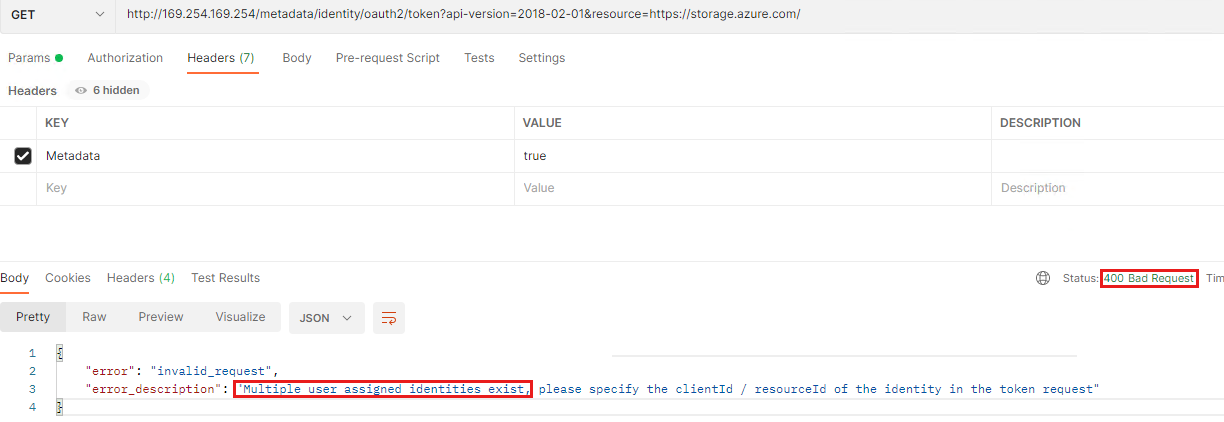 GET http://169.254.169.254/metadata/identity/oauth2/token?api-version=2018-02-01&resource=https://storage.azure.com/
Params Authorization Headers (7) Body Pre-request Script Tests Settings
Headers 6 hidden
KEY VALUE DESCRIPTION
Metadata true
Key Value Description
Body Cookies Headers (4) Test Results Status: 400 Bad Request Tim
Pretty Raw Preview Visualize JSON
1 {
2 "error": "invalid_request",
3 "error_description": "Multiple user assigned identities exist, please specify the clientId / resourceId of the identity in the token request"
4 }